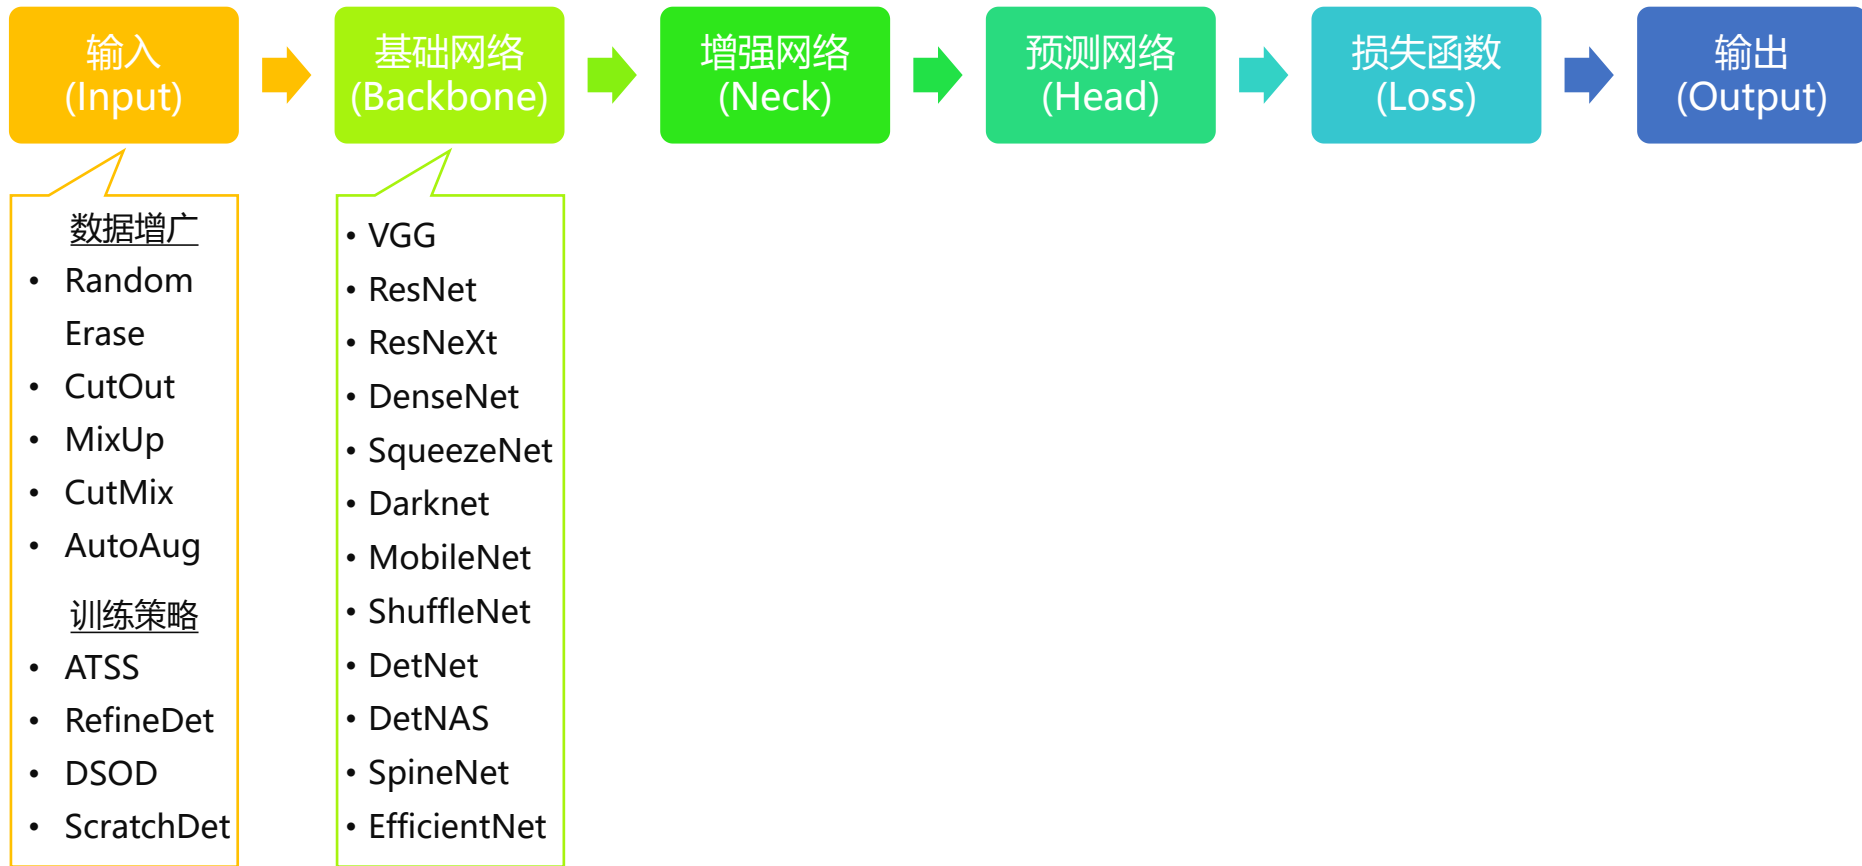 输入
(Input)
基础网络
(Backbone)
增强网络
(Neck)
预测网络
(Head)
损失函数
(Loss)
输出
(Output)
数据增广
• Random
Erase
• CutOut
• MixUp
• CutMix
• AutoAug
训练策略
• ATSS
• RefineDet
• DSOD
• ScratchDet
• VGG
• ResNet
• ResNeXt
• DenseNet
• SqueezeNet
• Darknet
• MobileNet
• ShuffleNet
• DetNet
• DetNAS
• SpineNet
• EfficientNet